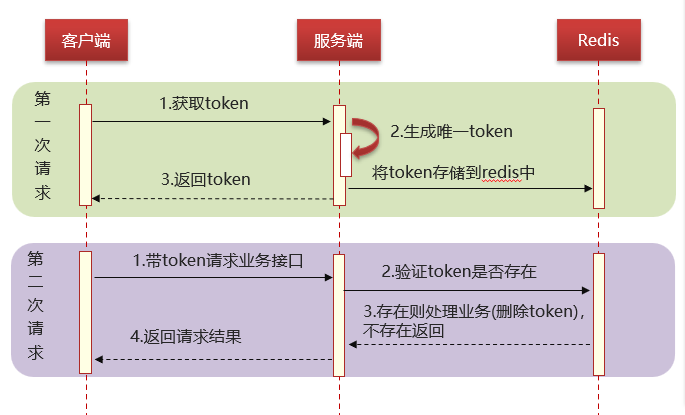 客户端
服务端
Redis
第一次请求
1.获取token
2.生成唯一token
将token存储到redis中
3.返回token
第二次请求
1.带token请求业务接口
2.验证token是否存在
3.存在则处理业务(删除token),
不存在返回
4.返回请求结果